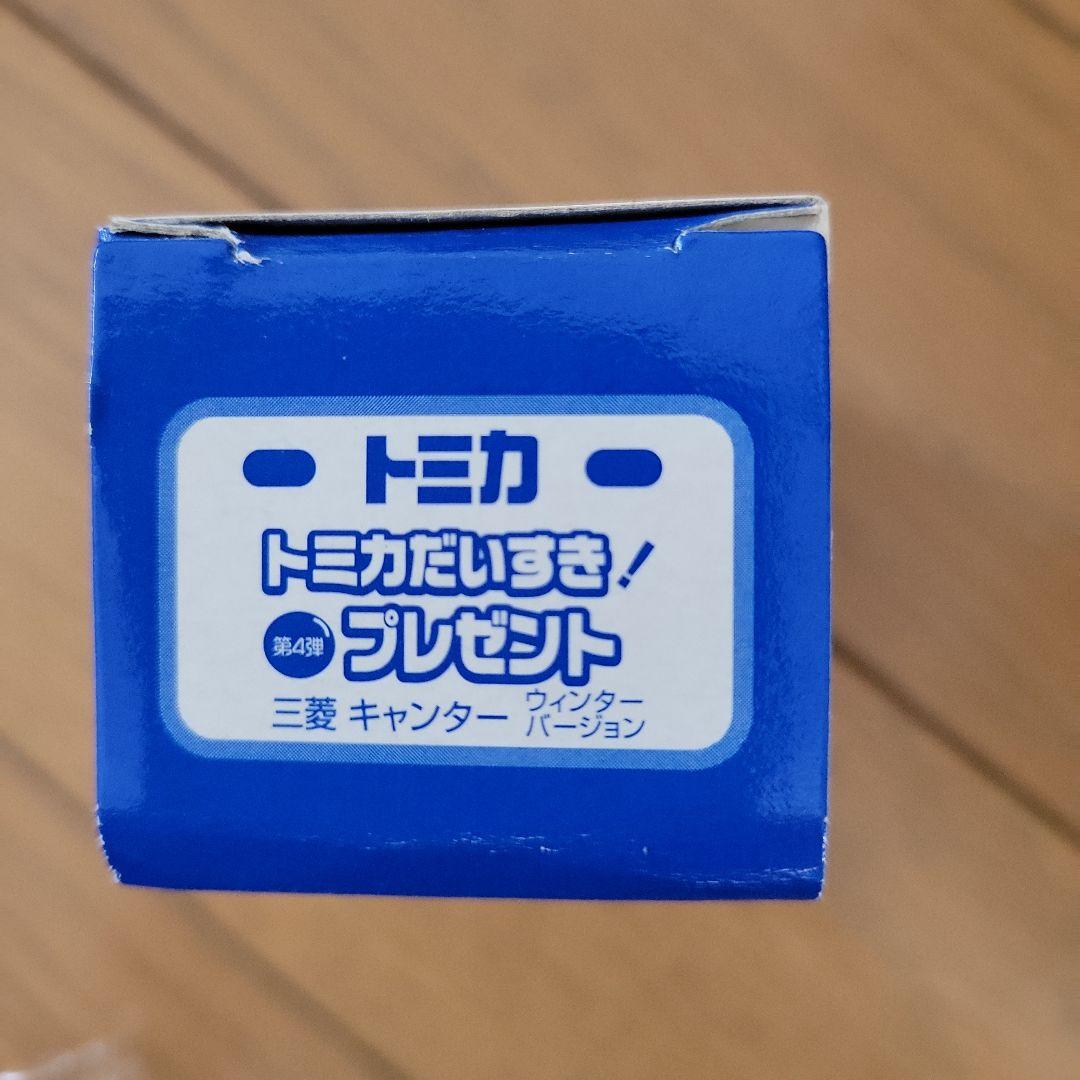 トミカ
トミカだいすき!
第4弾 プレゼント
三菱 キャンター ウィンター
バージョン